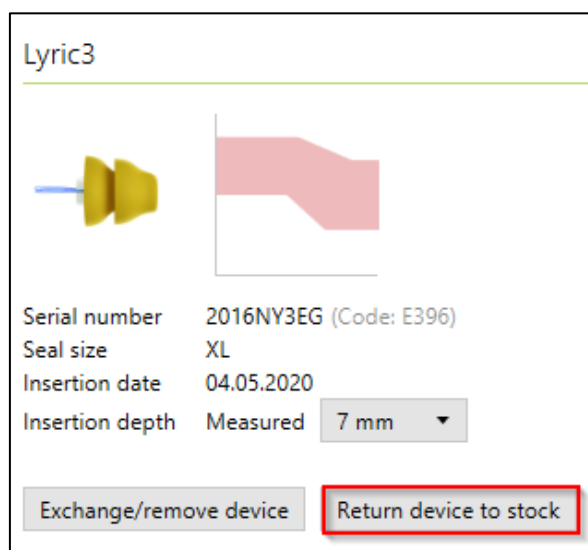 Lyric3
Serial number 2016NY3EG (Code: E396)
Seal size XL
Insertion date 04.05.2020
Insertion depth Measured 7 mm
Exchange/remove device Return device to stock